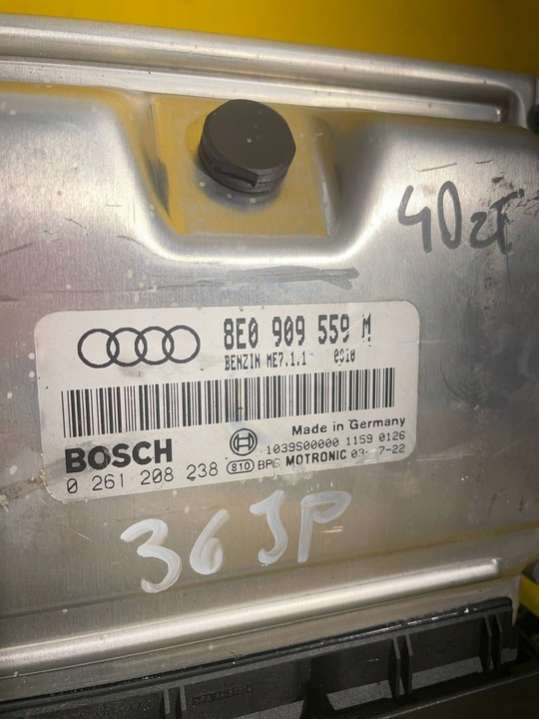 40zł
8E0 909 559 M
BENZIN ME7.1.1 0010
Made in Germany
BOSCH
1039S00000 1159 0126
0 261 208 238 810 BPG MOTRONIC 03- 7-22
36JP